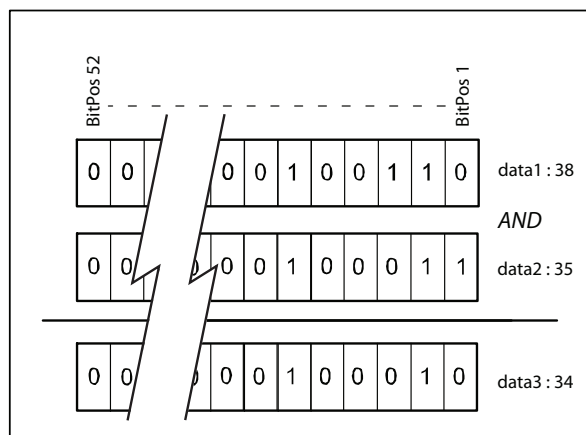 BitPos 52
BitPos 1
0 0 0 0 1 0 0 1 1 0 data1 : 38
AND
0 0 0 0 0 1 0 0 0 1 1 data2 : 35
0 0 0 0 0 1 0 0 0 1 0 data3 : 34